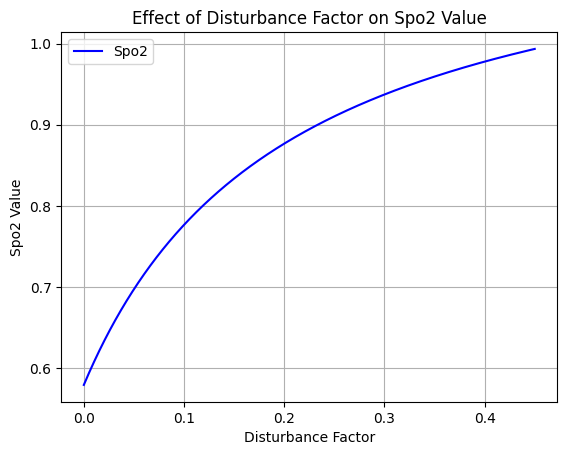 Effect of Disturbance Factor on Spo2 Value
Spo2
Spo2 Value
1.0
0.9
0.8
0.7
0.6
0.0 0.1 0.2 0.3 0.4
Disturbance Factor